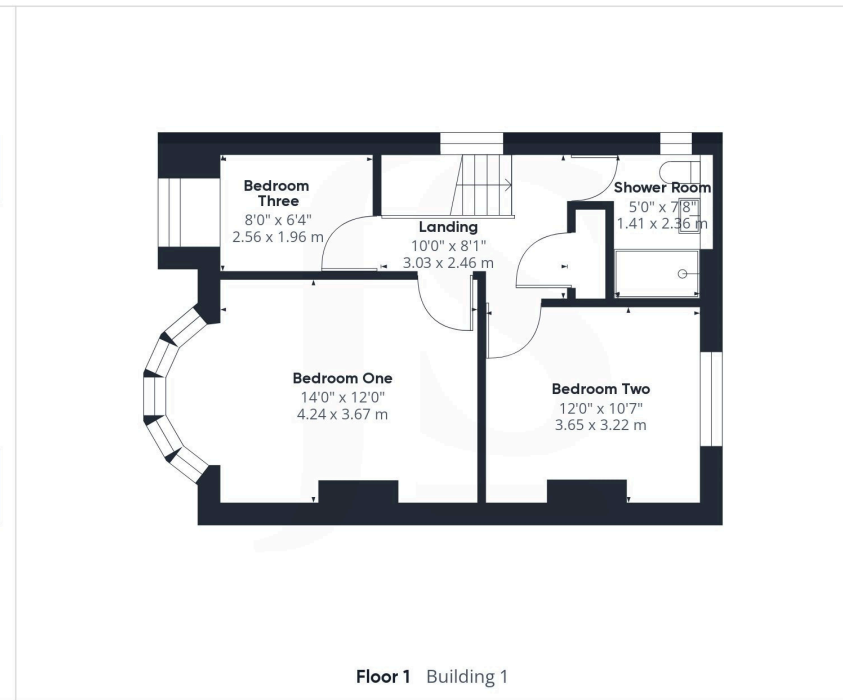 Bedroom
Three
8'0" x 6'4"
2.56 x 1.96 m
Landing
10'0" x 8'1"
3.03 x 2.46 m
Shower Room
5'0" x 7'8"
1.41 x 2.36 m
Bedroom One
14'0" x 12'0"
4.24 x 3.67 m
Bedroom Two
12'0" x 10'7"
3.65 x 3.22 m
Floor 1 Building 1
JS